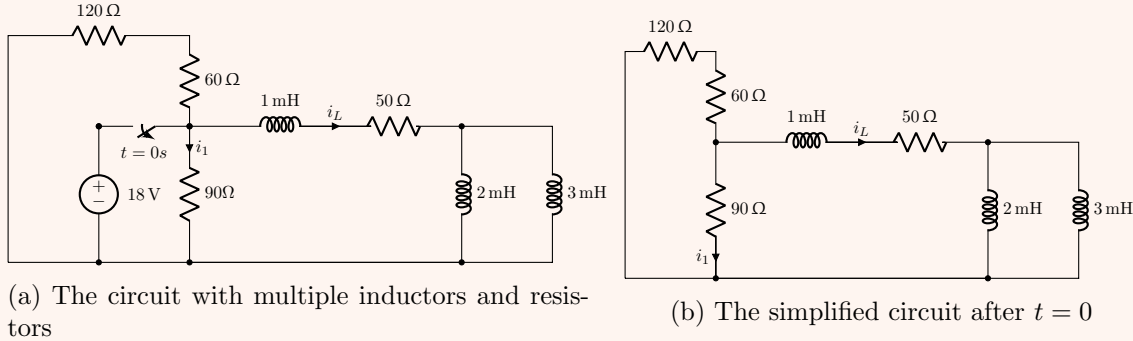 120 Ω
60 Ω
1 mH
i_L
50 Ω
t = 0s
i_1
+
−
18 V
90Ω
2 mH
3 mH
(a) The circuit with multiple inductors and resis-
tors
120 Ω
60 Ω
1 mH
i_L
50 Ω
90 Ω
i_1
2 mH
3 mH
(b) The simplified circuit after t = 0